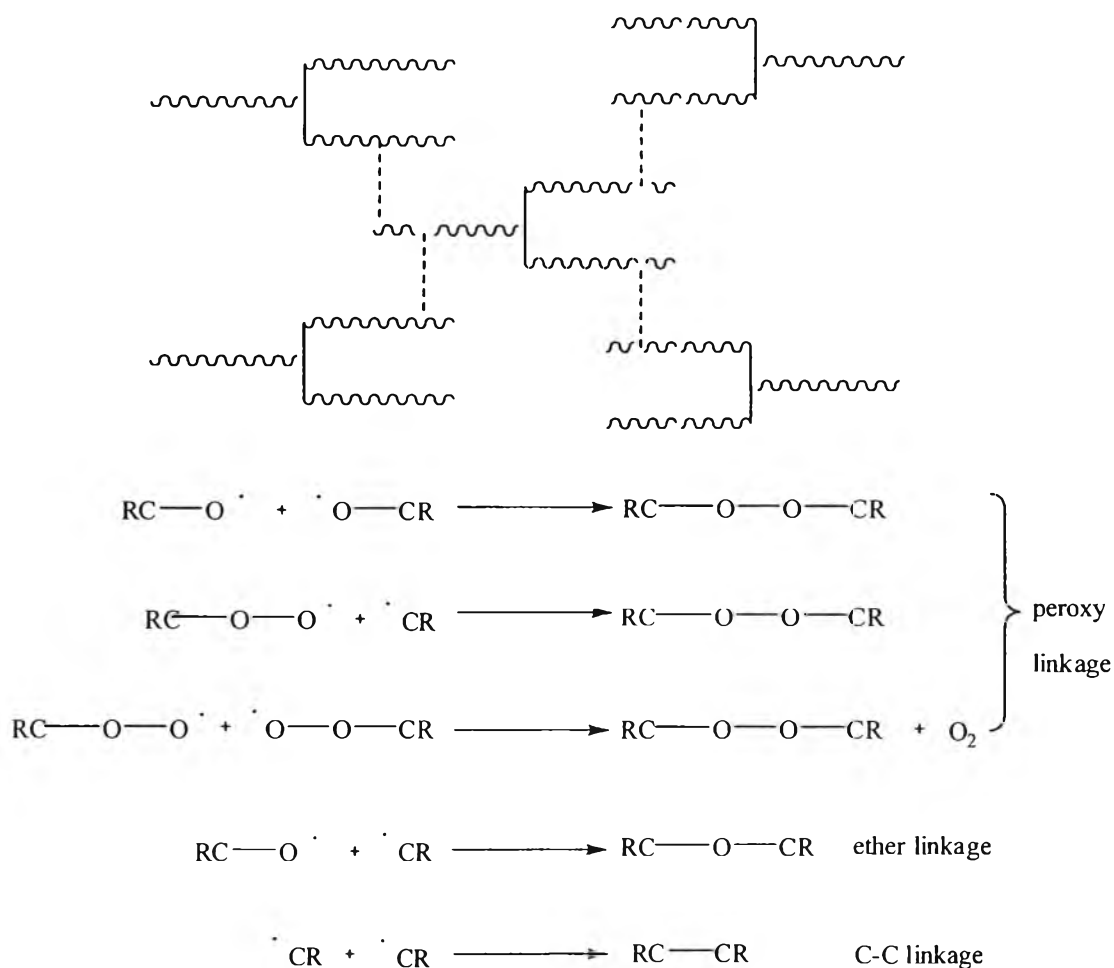 RC—O· + ·O—CR ⟶ RC—O—O—CR
RC—O—O· + ·CR ⟶ RC—O—O—CR
peroxy
linkage
RC—O—O· + ·O—O—CR ⟶ RC—O—O—CR + O₂
RC—O· + ·CR ⟶ RC—O—CR ether linkage
·CR + ·CR ⟶ RC—CR C-C linkage